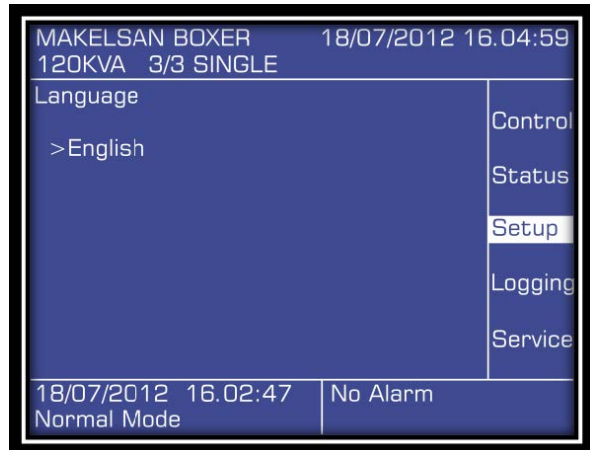 MAKELSAN BOXER 18/07/2012 16.04:59
120KVA 3/3 SINGLE
Language
>English
Control
Status
Setup
Logging
Service
18/07/2012 16.02:47 No Alarm
Normal Mode